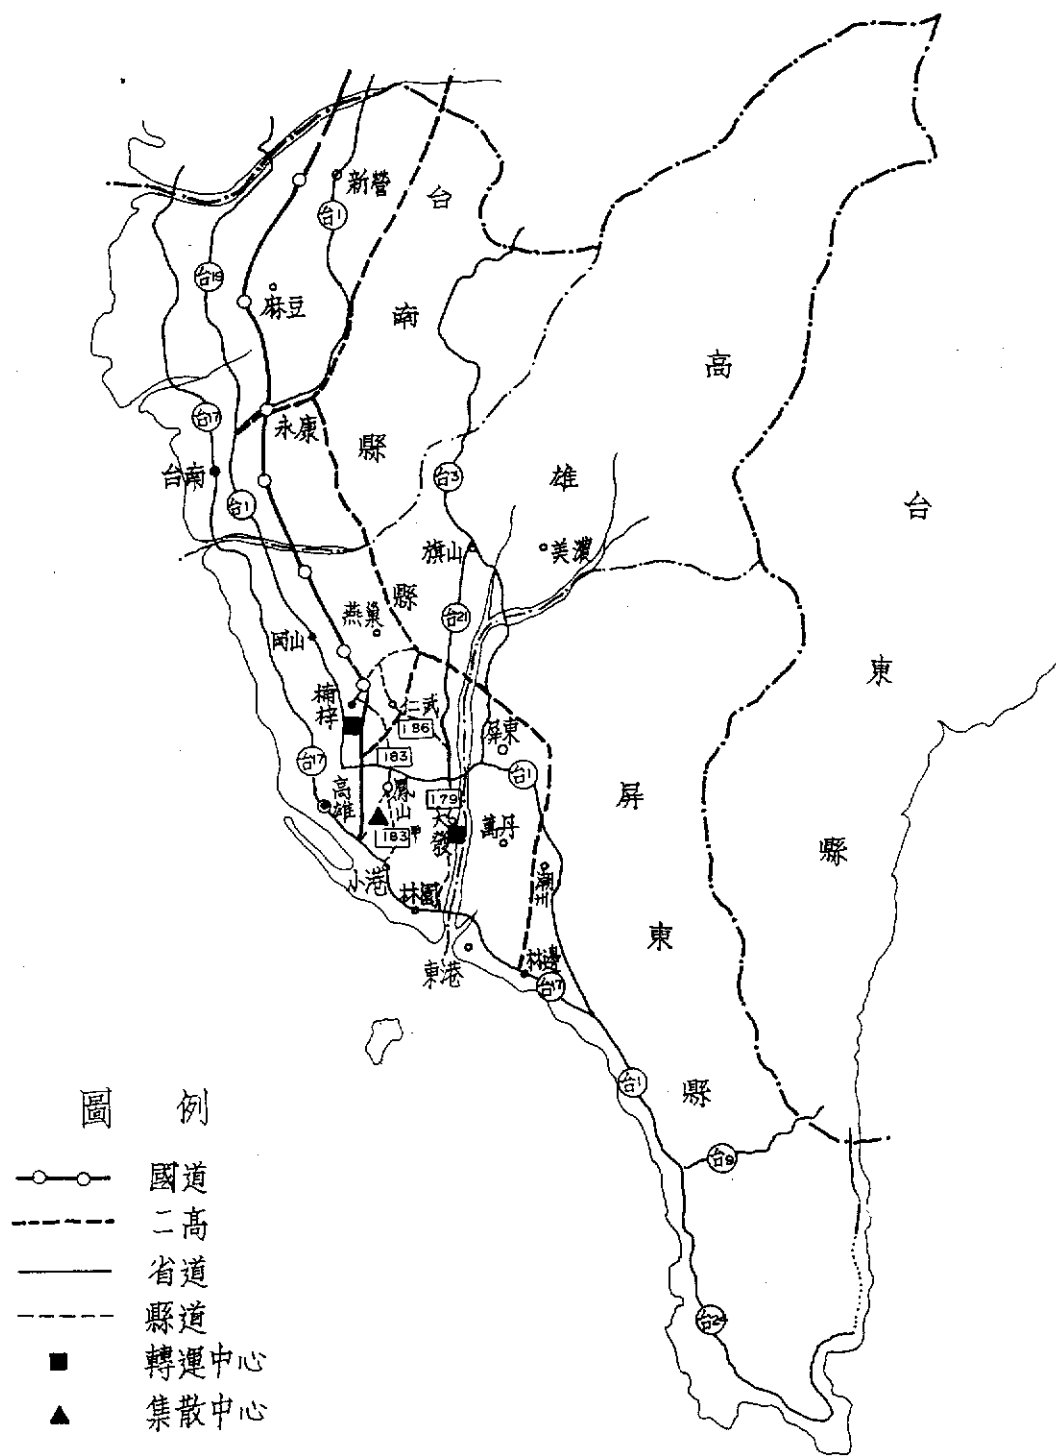 新營
台
台1
台19
麻豆
南
高
台17
永康
縣
台南
台3
雄
台1
台
旗山
美濃
燕巢
縣
台21
岡山
東
楠梓
仁武
186
屏東
183
台17
台1
高雄
鳳山
179
屏
183
大發
萬丹
縣
小港
林園
潮州
東
東港
林邊
台17
台1
縣
台9
台24
圖例
國道
二高
省道
縣道
轉運中心
集散中心